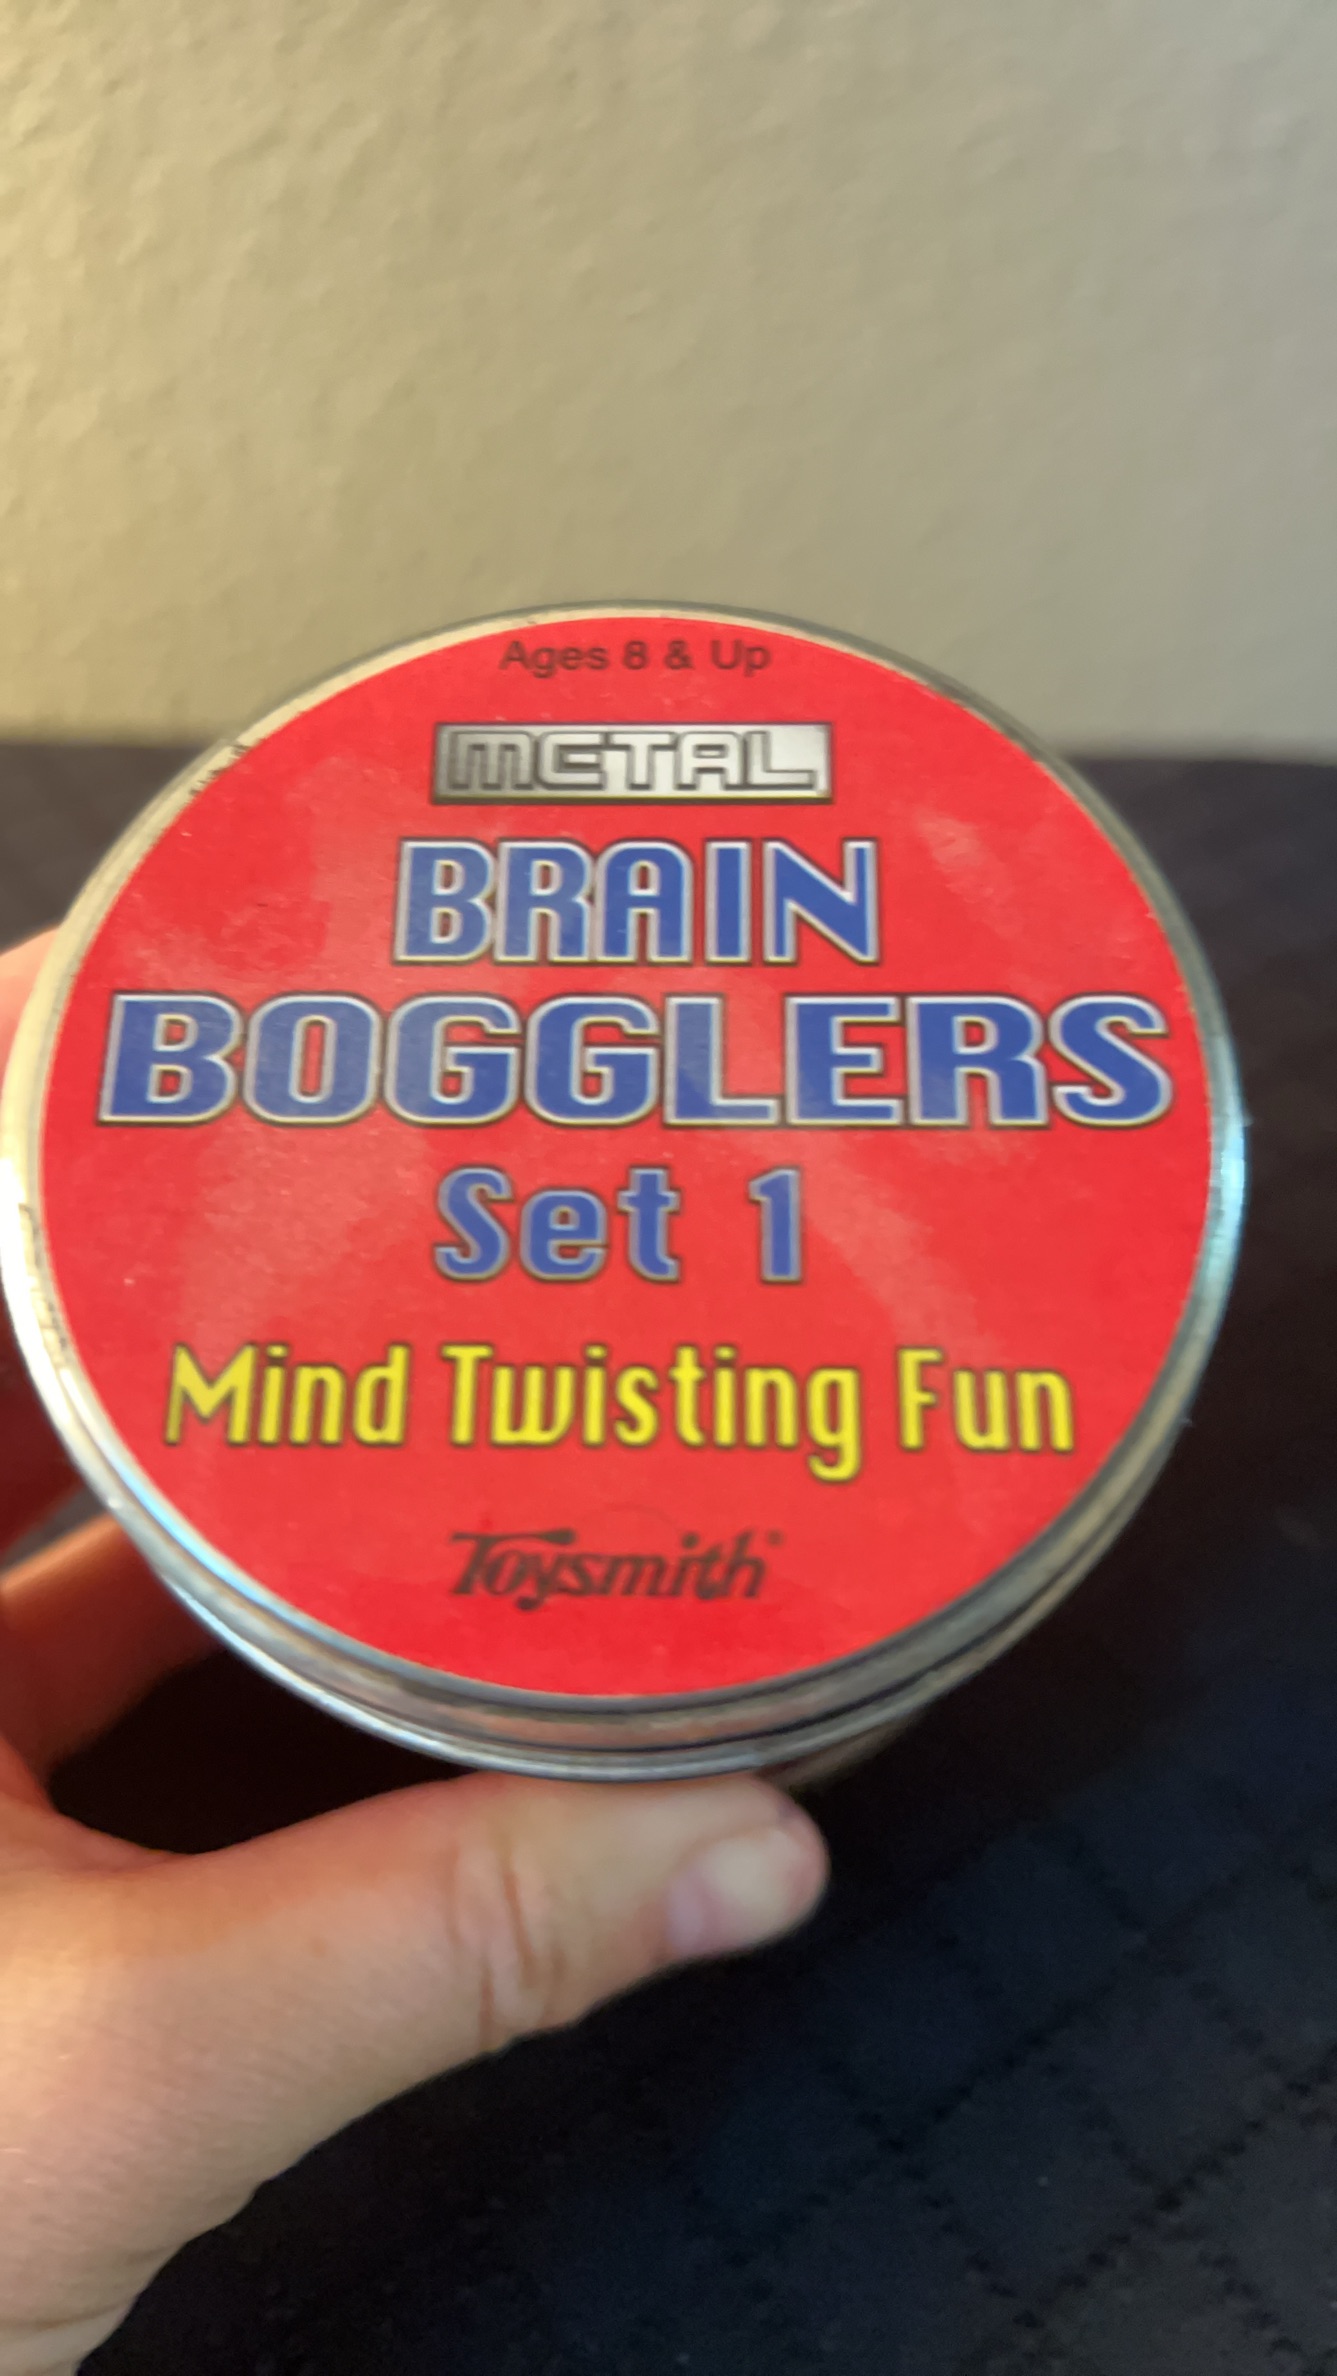 Ages 8 & Up
METAL
BRAIN
BOGGLERS
Set 1
Mind Twisting Fun
Toysmith®